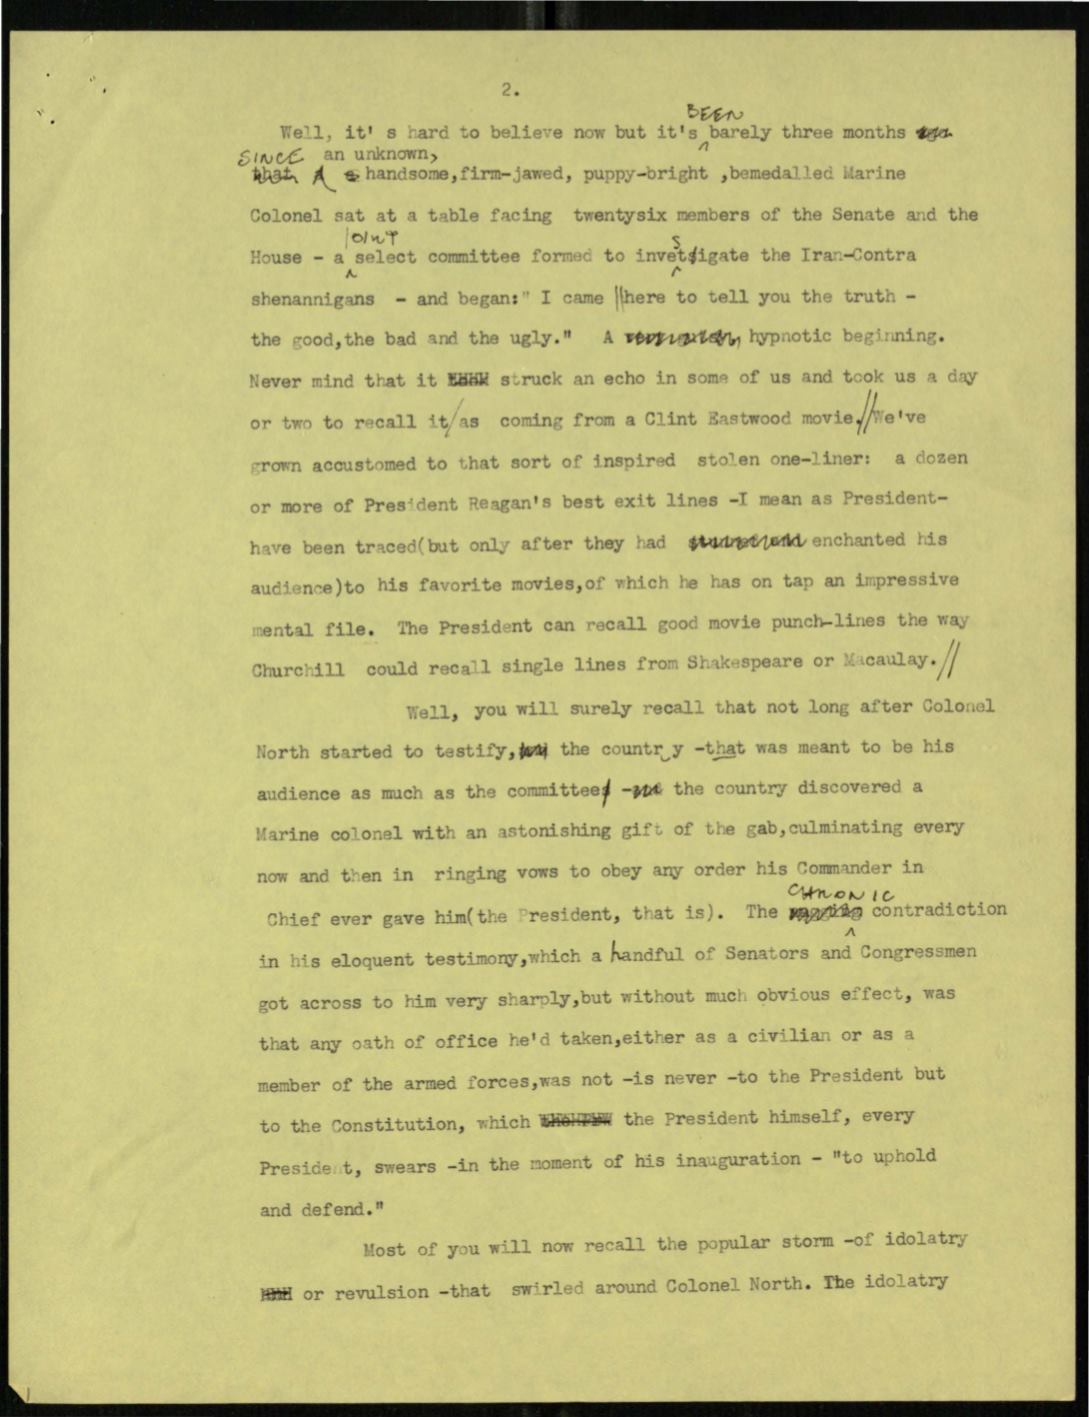 2.
BEEN
Well, it' s hard to believe now but it's barely three months
SINCE an unknown,
that A handsome,firm-jawed, puppy-bright ,bemedalled Marine
Colonel sat at a table facing twentysix members of the Senate and the
JOINT S
House - a select committee formed to invetsigate the Iran-Contra
shenannigans - and began:" I came here to tell you the truth -
the good,the bad and the ugly." A hypnotic beginning.
Never mind that it struck an echo in some of us and took us a day
or two to recall it/as coming from a Clint Eastwood movie.//We've
grown accustomed to that sort of inspired stolen one-liner: a dozen
or more of President Reagan's best exit lines -I mean as President-
have been traced(but only after they had enchanted his
audience)to his favorite movies,of which he has on tap an impressive
mental file. The President can recall good movie punch-lines the way
Churchill could recall single lines from Shakespeare or Macaulay.//
Well, you will surely recall that not long after Colonel
North started to testify, the country -that was meant to be his
audience as much as the committee - the country discovered a
Marine colonel with an astonishing gift of the gab,culminating every
now and then in ringing vows to obey any order his Commander in
CHRONIC
Chief ever gave him(the President, that is). The contradiction
in his eloquent testimony,which a handful of Senators and Congressmen
got across to him very sharply,but without much obvious effect, was
that any oath of office he'd taken,either as a civilian or as a
member of the armed forces,was not -is never -to the President but
to the Constitution, which the President himself, every
President, swears -in the moment of his inauguration - "to uphold
and defend."
Most of you will now recall the popular storm -of idolatry
or revulsion -that swirled around Colonel North. The idolatry